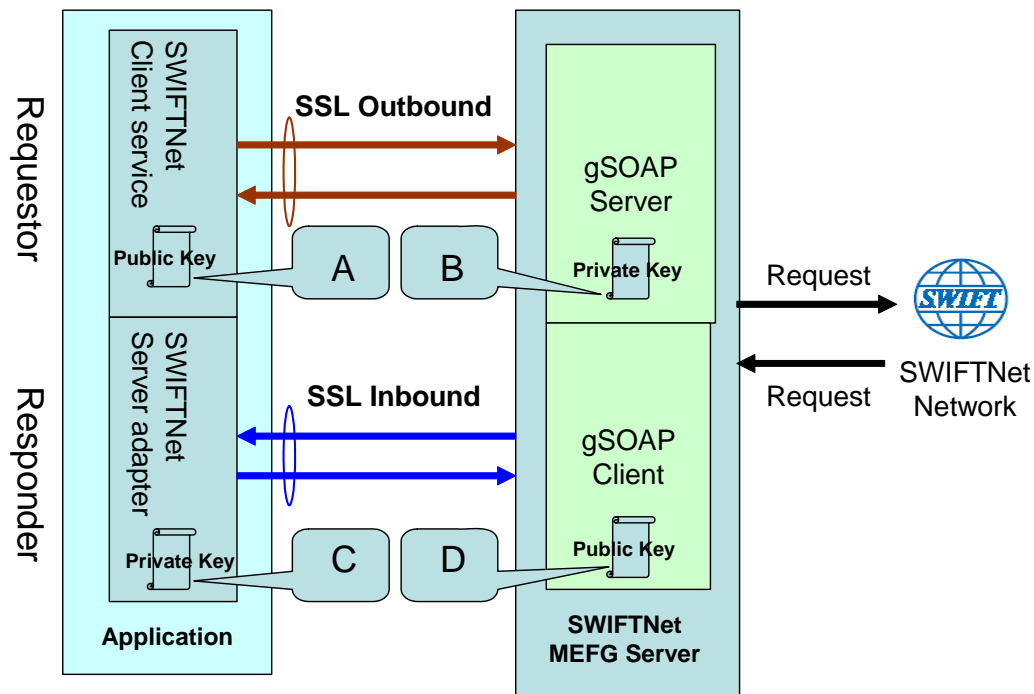 Requestor
SWIFTNet
Client service
Public Key
SSL Outbound
A
B
gSOAP
Server
Private Key
Request
SWIFT
Request
SWIFTNet
Network
Responder
SWIFTNet
Server adapter
Private Key
SSL Inbound
C
D
gSOAP
Client
Public Key
Application
SWIFTNet
MEFG Server